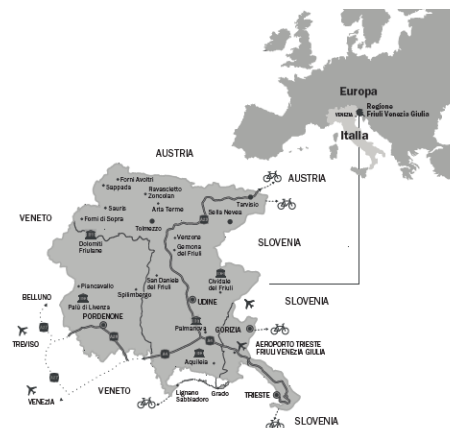 Europa
VENEZIA
Regione
Friuli Venezia Giulia
Italia
AUSTRIA
Forni Avoltri
Sappada
Ravascletto
Zoncolan
AUSTRIA
Sauris
Arta Terme
Tarvisio
VENETO
Forni di Sopra
Sella Nevea
Tolmezzo
Dolomiti
Friulane
Venzone
Gemona
del Friuli
SLOVENIA
Piancavallo
San Daniele
del Friuli
Cividale
del Friuli
BELLUNO
Spilimbergo
Palù di Livenza
UDINE
SLOVENIA
PORDENONE
Palmanova
GORIZIA
TREVISO
AEROPORTO TRIESTE
FRIULI VENEZIA GIULIA
Aquileia
VENETO
Lignano
Sabbiadoro
Grado
TRIESTE
VENEZIA
SLOVENIA